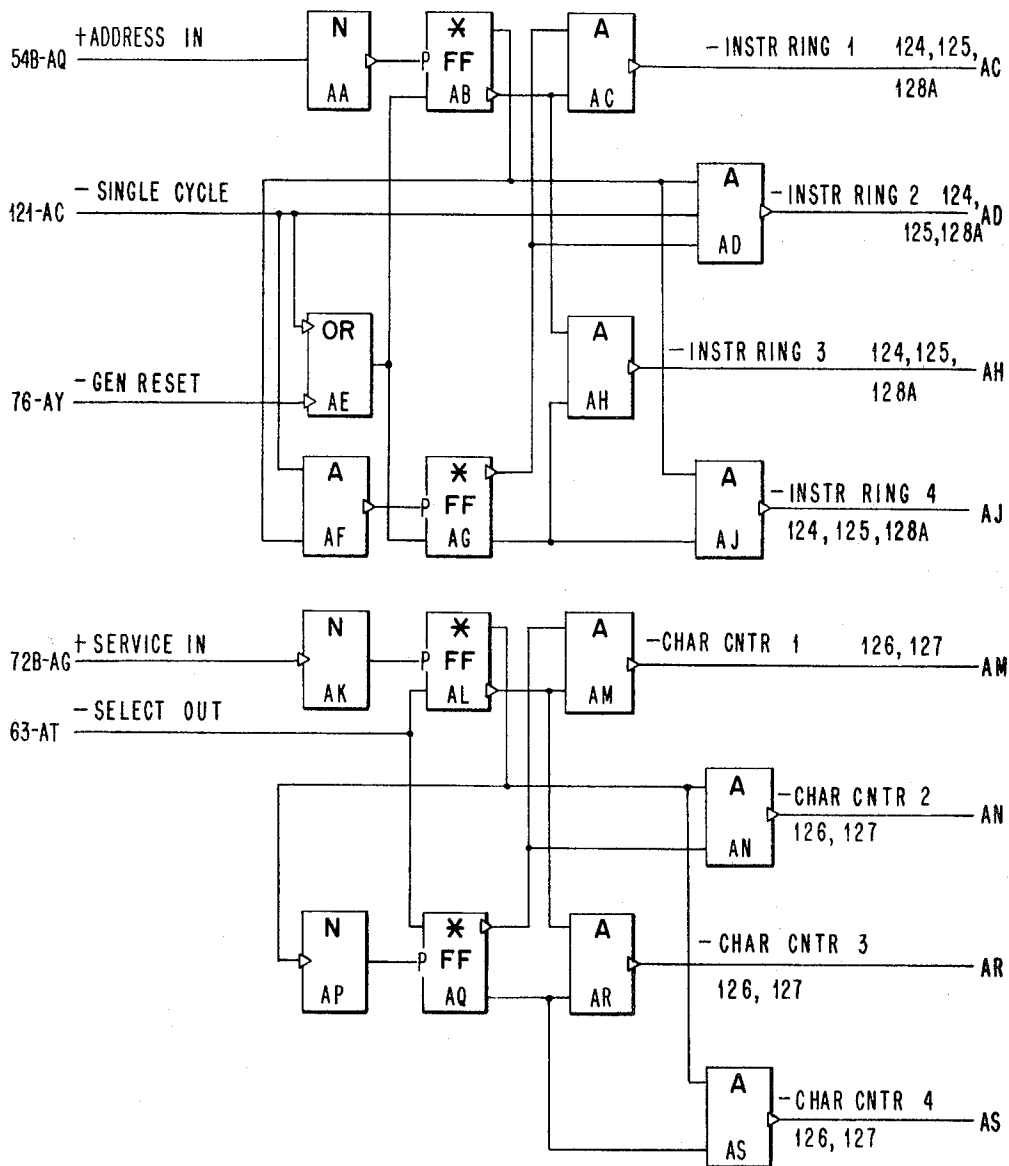 + ADDRESS IN
54B-AQ
N
AA
* FF
P
AB
A
AC
- INSTR RING 1 124, 125,
128A
AC
- SINGLE CYCLE
121-AC
A
AD
- INSTR RING 2 124,
125, 128A
AD
OR
AE
- GEN RESET
76-AY
A
AH
- INSTR RING 3 124, 125,
128A
AH
A
AF
* FF
P
AG
A
AJ
- INSTR RING 4
124, 125, 128A
AJ
+ SERVICE IN
72B-AG
N
AK
* FF
P
AL
A
AM
- CHAR CNTR 1 126, 127
AM
- SELECT OUT
63-AT
A
AN
- CHAR CNTR 2
126, 127
AN
N
AP
* FF
P
AQ
A
AR
- CHAR CNTR 3
126, 127
AR
A
AS
- CHAR CNTR 4
126, 127
AS